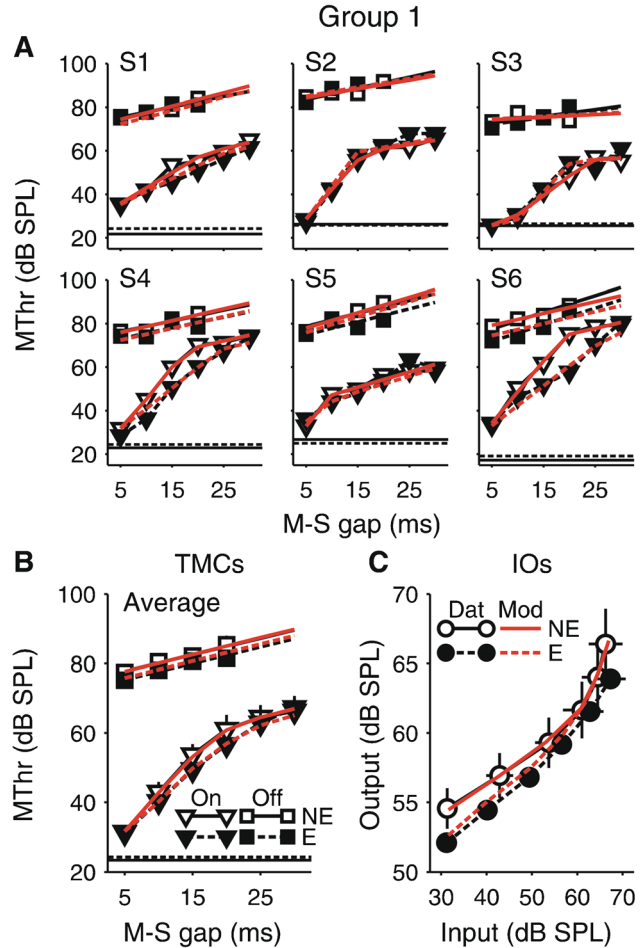 Group 1
A
S1
S2
S3
100
80
60
40
20
MThr (dB SPL)
S4
S5
S6
100
80
60
40
20
5 15 25
5 15 25
5 15 25
M-S gap (ms)
B
TMCs
Average
100
80
60
40
20
MThr (dB SPL)
On Off
NE
E
5 15 25
M-S gap (ms)
C
IOs
Dat Mod
NE
E
70
65
60
55
50
Output (dB SPL)
30 40 50 60 70
Input (dB SPL)